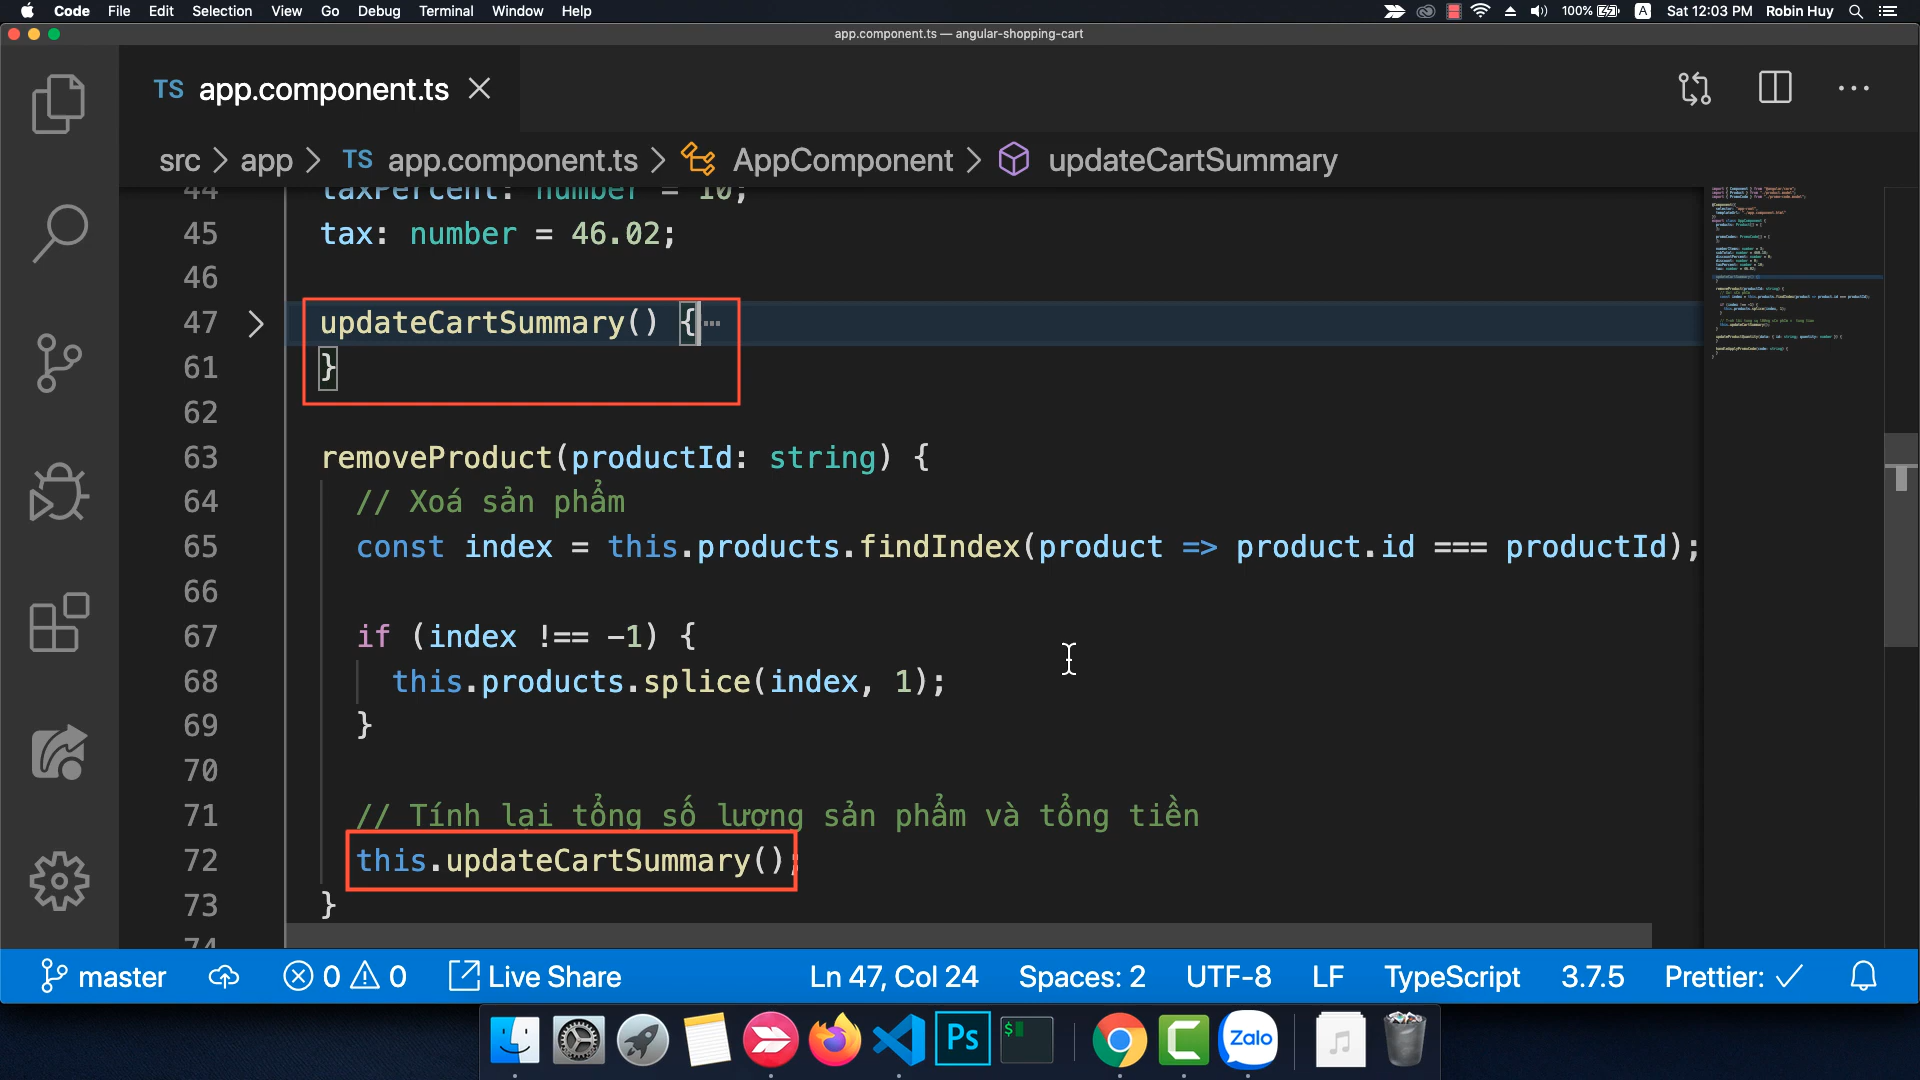 Code File Edit Selection View Go Debug Terminal Window Help 100% A Sat 12:03 PM Robin Huy
app.component.ts — angular-shopping-cart
TS app.component.ts
src > app > TS app.component.ts > AppComponent > updateCartSummary
44 taxPercent: number = 10;
45 tax: number = 46.02;
46
47 updateCartSummary() {…
61 }
62
63 removeProduct(productId: string) {
64 // Xoá sản phẩm
65 const index = this.products.findIndex(product => product.id === productId);
66
67 if (index !== -1) {
68 this.products.splice(index, 1);
69 }
70
71 // Tính lại tổng số lượng sản phẩm và tổng tiền
72 this.updateCartSummary();
73 }
74
master 0 0 Live Share Ln 47, Col 24 Spaces: 2 UTF-8 LF TypeScript 3.7.5 Prettier: ✓
Ps $ C Zalo